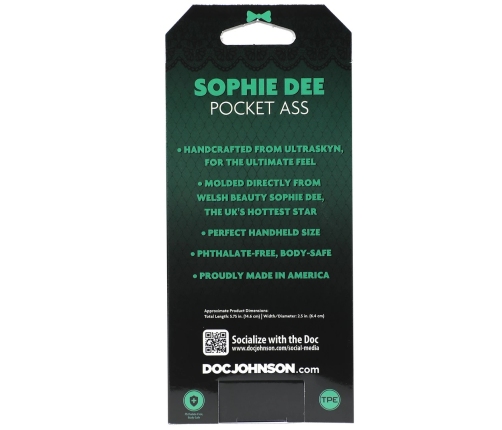 SOPHIE DEE
POCKET ASS
• HANDCRAFTED FROM ULTRASKYN,
FOR THE ULTIMATE FEEL
• MOLDED DIRECTLY FROM
WELSH BEAUTY SOPHIE DEE,
THE UK'S HOTTEST STAR
• PERFECT HANDHELD SIZE
• PHTHALATE-FREE, BODY-SAFE
• PROUDLY MADE IN AMERICA
Approximate Product Dimensions:
Total Length: 5.75 in. (14.6 cm) | Width/Diameter: 2.5 in. (6.4 cm)
Socialize with the Doc
www.docjohnson.com/social-media
DOCJOHNSON.com
TPE